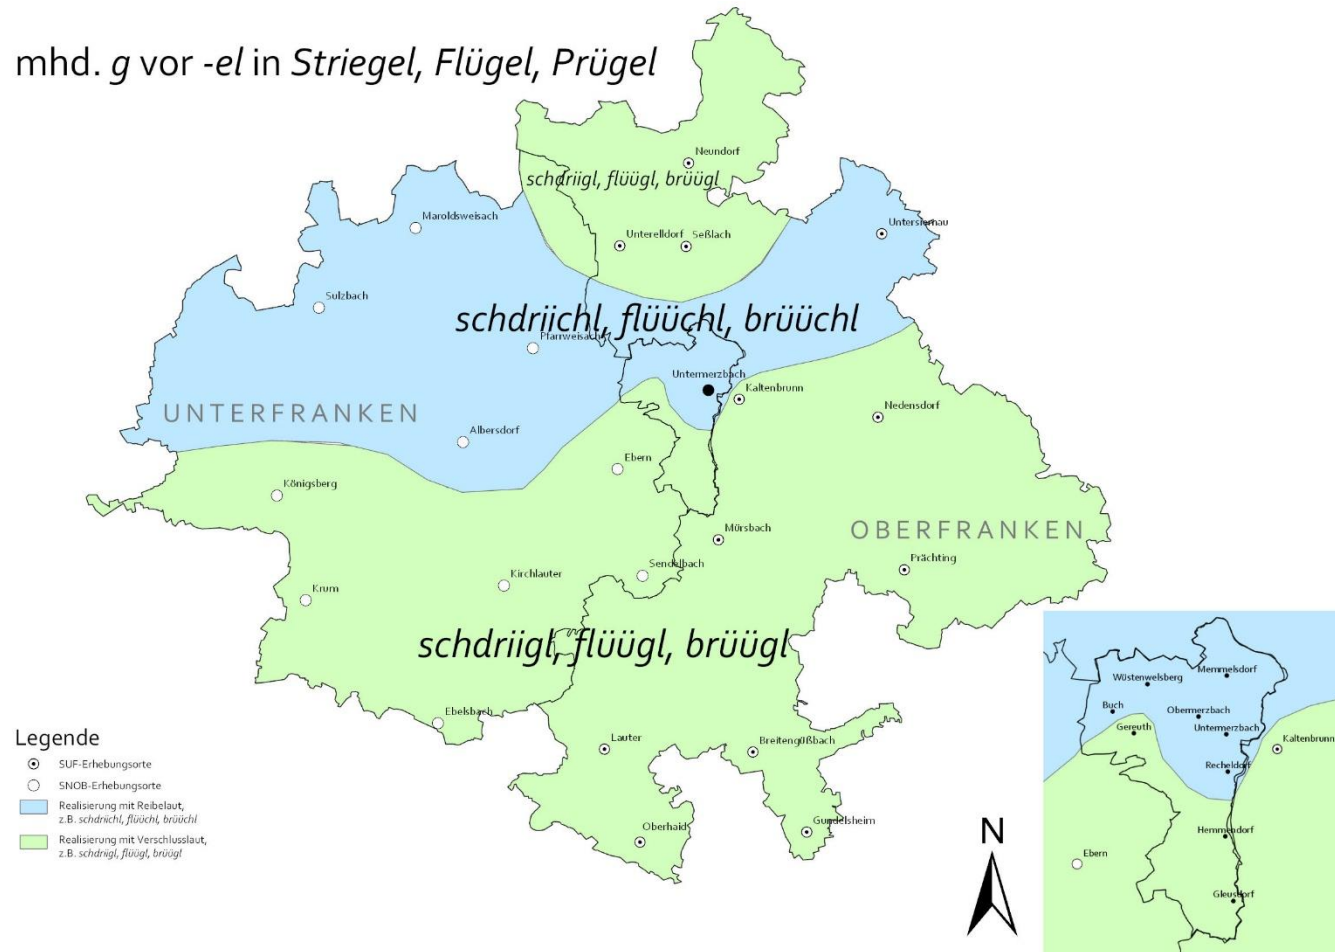 mhd. g vor -el in Striegel, Flügel, Prügel
Neundorf
schdriigl, flüügl, brüügl
Maroldsweisach
Untersiemau
Unterelldorf
Seßlach
Sulzbach
schdriichl, flüüchl, brüüchl
Pfarrweisach
Untermerzbach
Kaltenbrunn
UNTERFRANKEN
Nedensdorf
Albersdorf
Ebern
Königsberg
Mürsbach
OBERFRANKEN
Prächting
Sendelbach
Kirchlauter
Krum
schdriigl, flüügl, brüügl
Ebelsbach
Lauter
Breitengüßbach
Gundelsheim
Oberhaid
Legende
SUF-Erhebungsorte
SNOB-Erhebungsorte
Realisierung mit Reibelaut,
z.B. schdriichl, flüüchl, brüüchl
Realisierung mit Verschlusslaut,
z.B. schdriigl, flüügl, brüügl
N
Memmelsdorf
Wüstenwelsberg
Buch
Obermerzbach
Gereuth
Untermerzbach
Kaltenbrunn
Recheldorf
Hemmendorf
Ebern
Gleusdorf